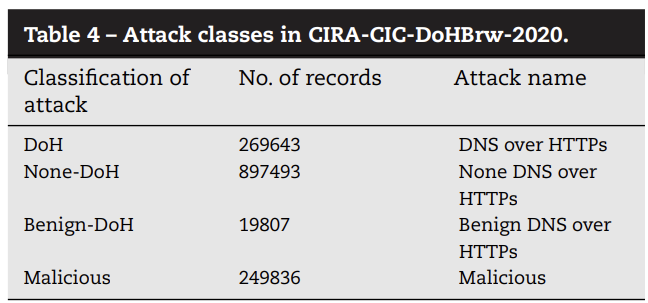 Table 4 – Attack classes in CIRA-CIC-DoHBrw-2020.
Classification of attack No. of records Attack name
DoH 269643 DNS over HTTPs
None-DoH 897493 None DNS over HTTPs
Benign-DoH 19807 Benign DNS over HTTPs
Malicious 249836 Malicious